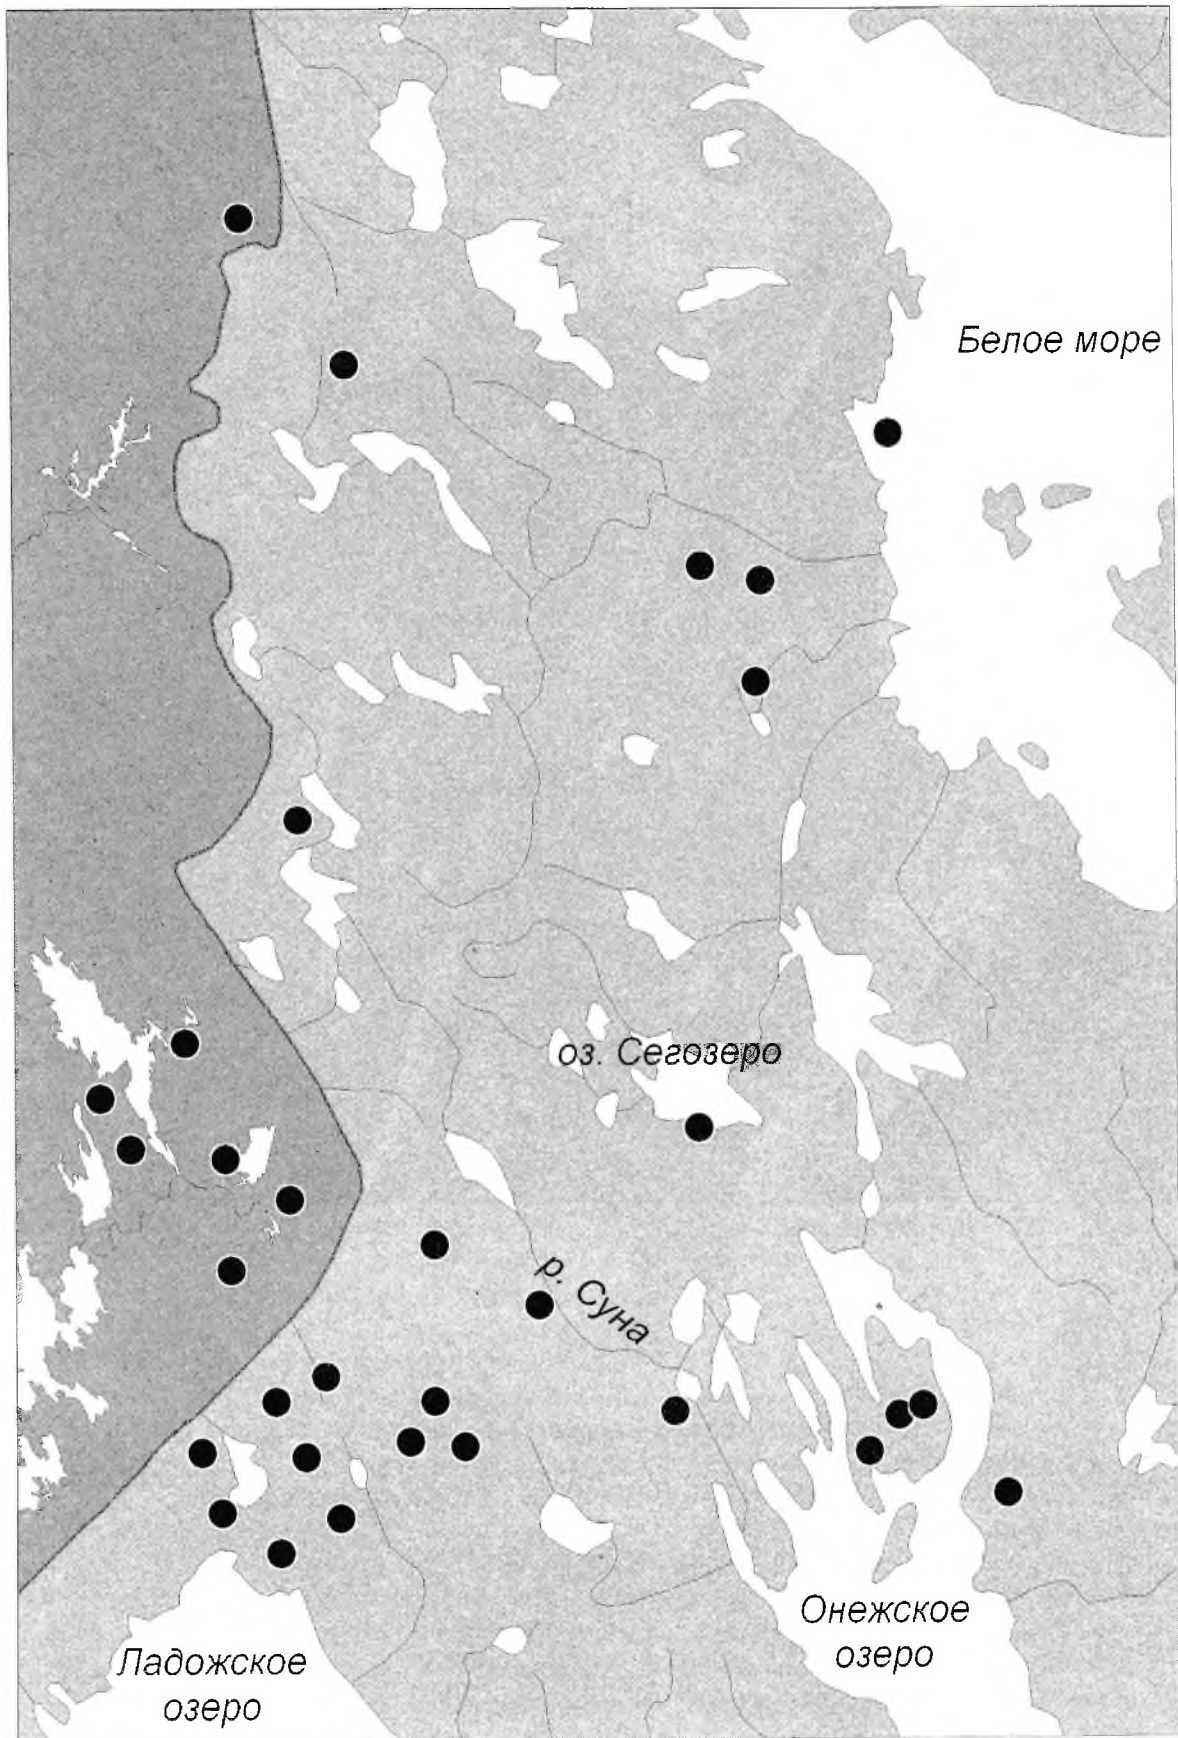 Белое море
оз. Сегозеро
р. Суна
Онежское
озеро
Ладожское
озеро